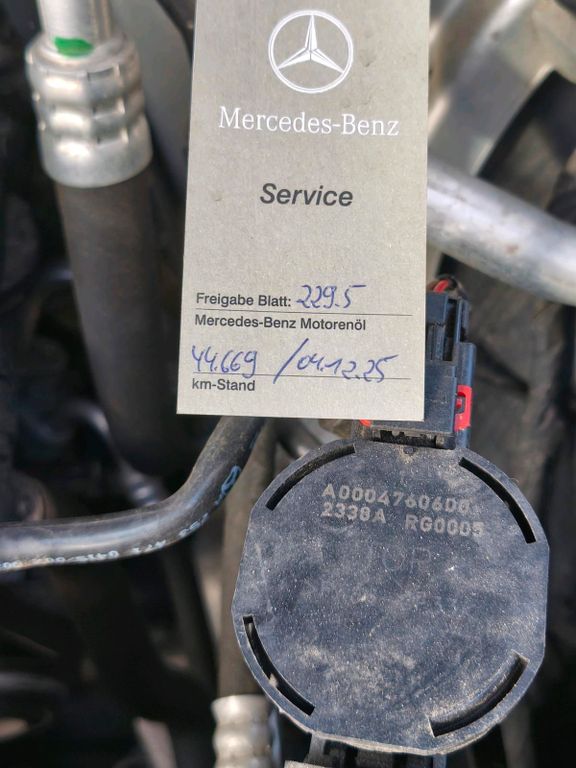 Mercedes-Benz
Service
Freigabe Blatt: 229.5
Mercedes-Benz Motorenöl
44.669 / 04.12.25
km-Stand
A0004760600
2338A RG0005